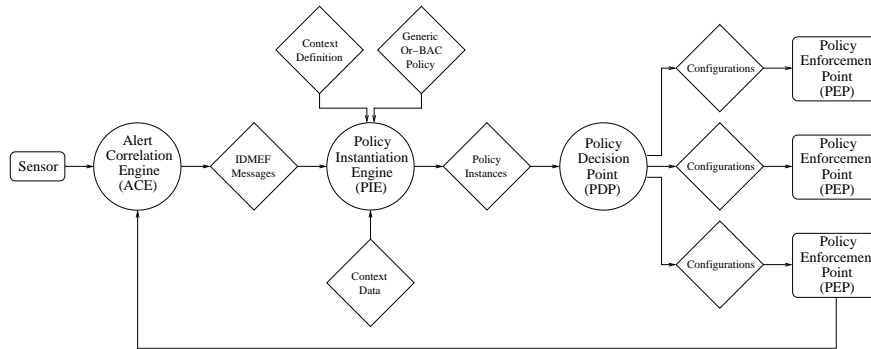 Context
Definition
Generic
Or−BAC
Policy
Configurations
Policy
Enforcement
Point
(PEP)
Sensor
Alert
Correlation
Engine
(ACE)
IDMEF
Messages
Policy
Instantiation
Engine
(PIE)
Policy
Instances
Policy
Decision
Point
(PDP)
Configurations
Policy
Enforcement
Point
(PEP)
Context
Data
Configurations
Policy
Enforcement
Point
(PEP)